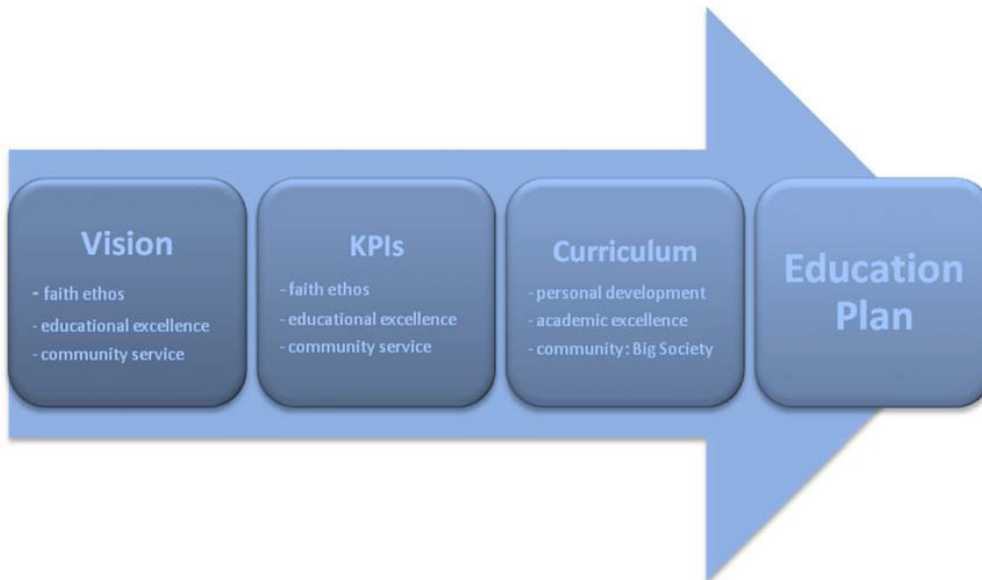 Vision
- faith ethos
- educational excellence
- community service
KPIs
- faith ethos
- educational excellence
- community service
Curriculum
- personal development
- academic excellence
- community: Big Society
Education
Plan